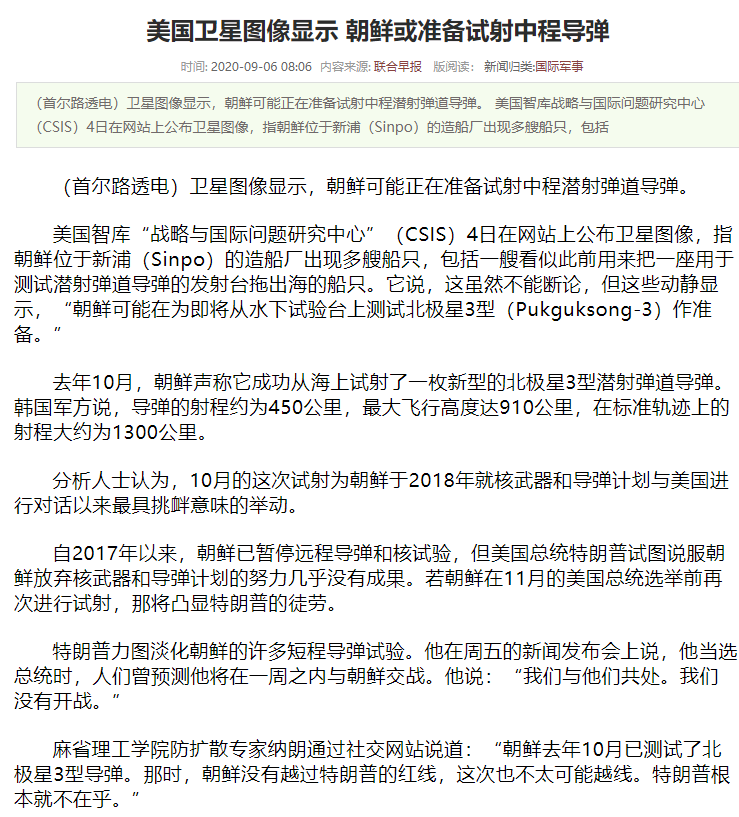 美国卫星图像显示 朝鲜或准备试射中程导弹
时间: 2020-09-06 08:06 内容来源: 联合早报 版阅读: 新闻归类:国际军事
（首尔路透电）卫星图像显示，朝鲜可能正在准备试射中程潜射弹道导弹。 美国智库战略与国际问题研究中心
（CSIS）4日在网站上公布卫星图像，指朝鲜位于新浦（Sinpo）的造船厂出现多艘船只，包括
（首尔路透电）卫星图像显示，朝鲜可能正在准备试射中程潜射弹道导弹。
美国智库“战略与国际问题研究中心”（CSIS）4日在网站上公布卫星图像，指
朝鲜位于新浦（Sinpo）的造船厂出现多艘船只，包括一艘看似此前用来把一座用于
测试潜射弹道导弹的发射台拖出海的船只。它说，这虽然不能断论，但这些动静显
示，“朝鲜可能在为即将从水下试验台上测试北极星3型（Pukguksong-3）作准
备。”
去年10月，朝鲜声称它成功从海上试射了一枚新型的北极星3型潜射弹道导弹。
韩国军方说，导弹的射程约为450公里，最大飞行高度达910公里，在标准轨迹上的
射程大约为1300公里。
分析人士认为，10月的这次试射为朝鲜于2018年就核武器和导弹计划与美国进
行对话以来最具挑衅意味的举动。
自2017年以来，朝鲜已暂停远程导弹和核试验，但美国总统特朗普试图说服朝
鲜放弃核武器和导弹计划的努力几乎没有成果。若朝鲜在11月的美国总统选举前再
次进行试射，那将凸显特朗普的徒劳。
特朗普力图淡化朝鲜的许多短程导弹试验。他在周五的新闻发布会上说，他当选
总统时，人们曾预测他将在一周之内与朝鲜交战。他说：“我们与他们共处。我们
没有开战。”
麻省理工学院防扩散专家纳朗通过社交网站说道：“朝鲜去年10月已测试了北
极星3型导弹。那时，朝鲜没有越过特朗普的红线，这次也不太可能越线。特朗普根
本就不在乎。”